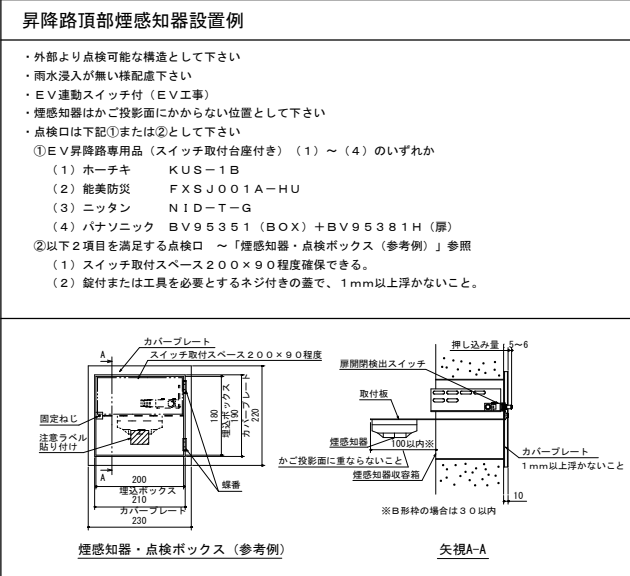 昇降路頂部煙感知器設置例
・外部より点検可能な構造として下さい
・雨水浸入が無い様配慮下さい
・ＥＶ連動スイッチ付（ＥＶ工事）
・煙感知器はかご投影面にかからない位置として下さい
・点検口は下記①または②として下さい
①ＥＶ昇降路専用品（スイッチ取付台座付き）（１）～（４）のいずれか
（１）ホーチキ　ＫＵＳ－１Ｂ
（２）能美防災　ＦＸＳＪ００１Ａ－ＨＵ
（３）ニッタン　ＮＩＤ－Ｔ－Ｇ
（４）パナソニック　ＢＶ９５３５１（ＢＯＸ）＋ＢＶ９５３８１Ｈ（扉）
②以下２項目を満足する点検口　～「煙感知器・点検ボックス（参考例）」参照
（１）スイッチ取付スペース２００×９０程度確保できる。
（２）錠付または工具を必要とするネジ付きの蓋で、１mm以上浮かないこと。
カバープレート
スイッチ取付スペース２００×９０程度
A
固定ねじ
注意ラベル
貼り付け
A
180
埋込ボックス
190
カバープレート
220
200
埋込ボックス
210
カバープレート
230
蝶番
煙感知器・点検ボックス（参考例）
押し込み量
5～6
扉開閉検出スイッチ
取付板
煙感知器
100以内※
かご投影面に重ならないこと
煙感知器収容箱
カバープレート
１mm以上浮かないこと
10
※Ｂ形枠の場合は３０以内
矢視A-A